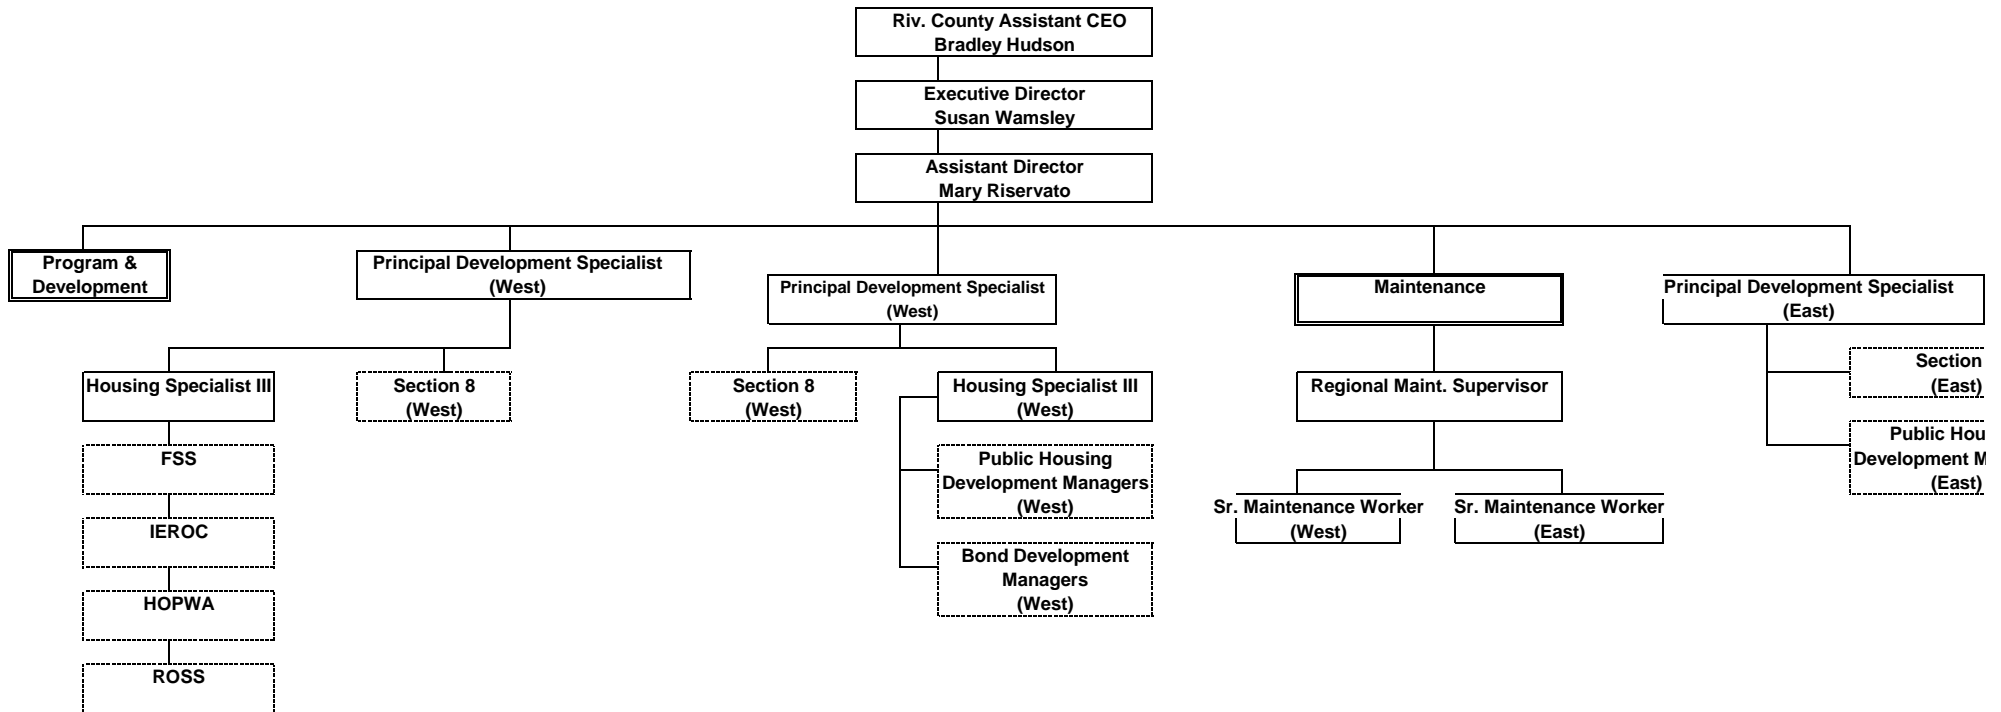 Riv. County Assistant CEO
Bradley Hudson
Executive Director
Susan Wamsley
Assistant Director
Mary Riservato
Program &
Development
Principal Development Specialist
(West)
Principal Development Specialist
(West)
Maintenance
Principal Development Specialist
(East)
Housing Specialist III
FSS
IEROC
HOPWA
ROSS
Section 8
(West)
Section 8
(West)
Housing Specialist III
(West)
Public Housing
Development Managers
(West)
Bond Development
Managers
(West)
Regional Maint. Supervisor
Sr. Maintenance Worker
(West)
Sr. Maintenance Worker
(East)
Section
(East)
Public Hou
Development M
(East)